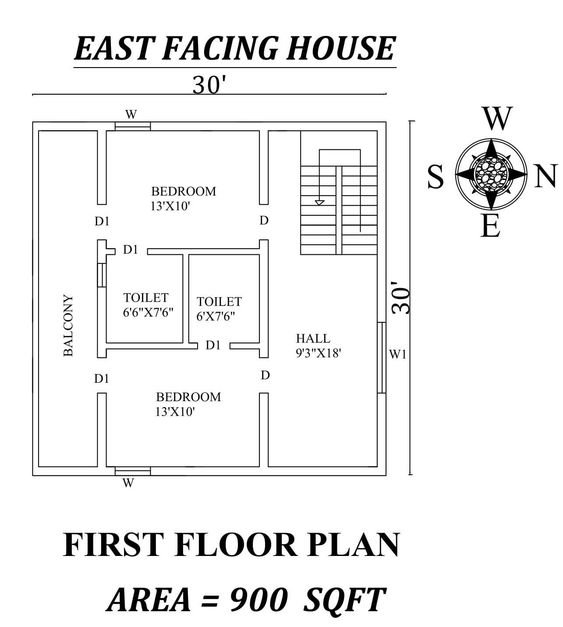 EAST FACING HOUSE
30'
W
W
S
N
E
BEDROOM
13'X10'
D1
D
D1
TOILET
6'6"X7'6"
TOILET
6'X7'6"
30'
BALCONY
HALL
9'3"X18'
D1
W1
D1
D
BEDROOM
13'X10'
W
FIRST FLOOR PLAN
AREA = 900 SQFT